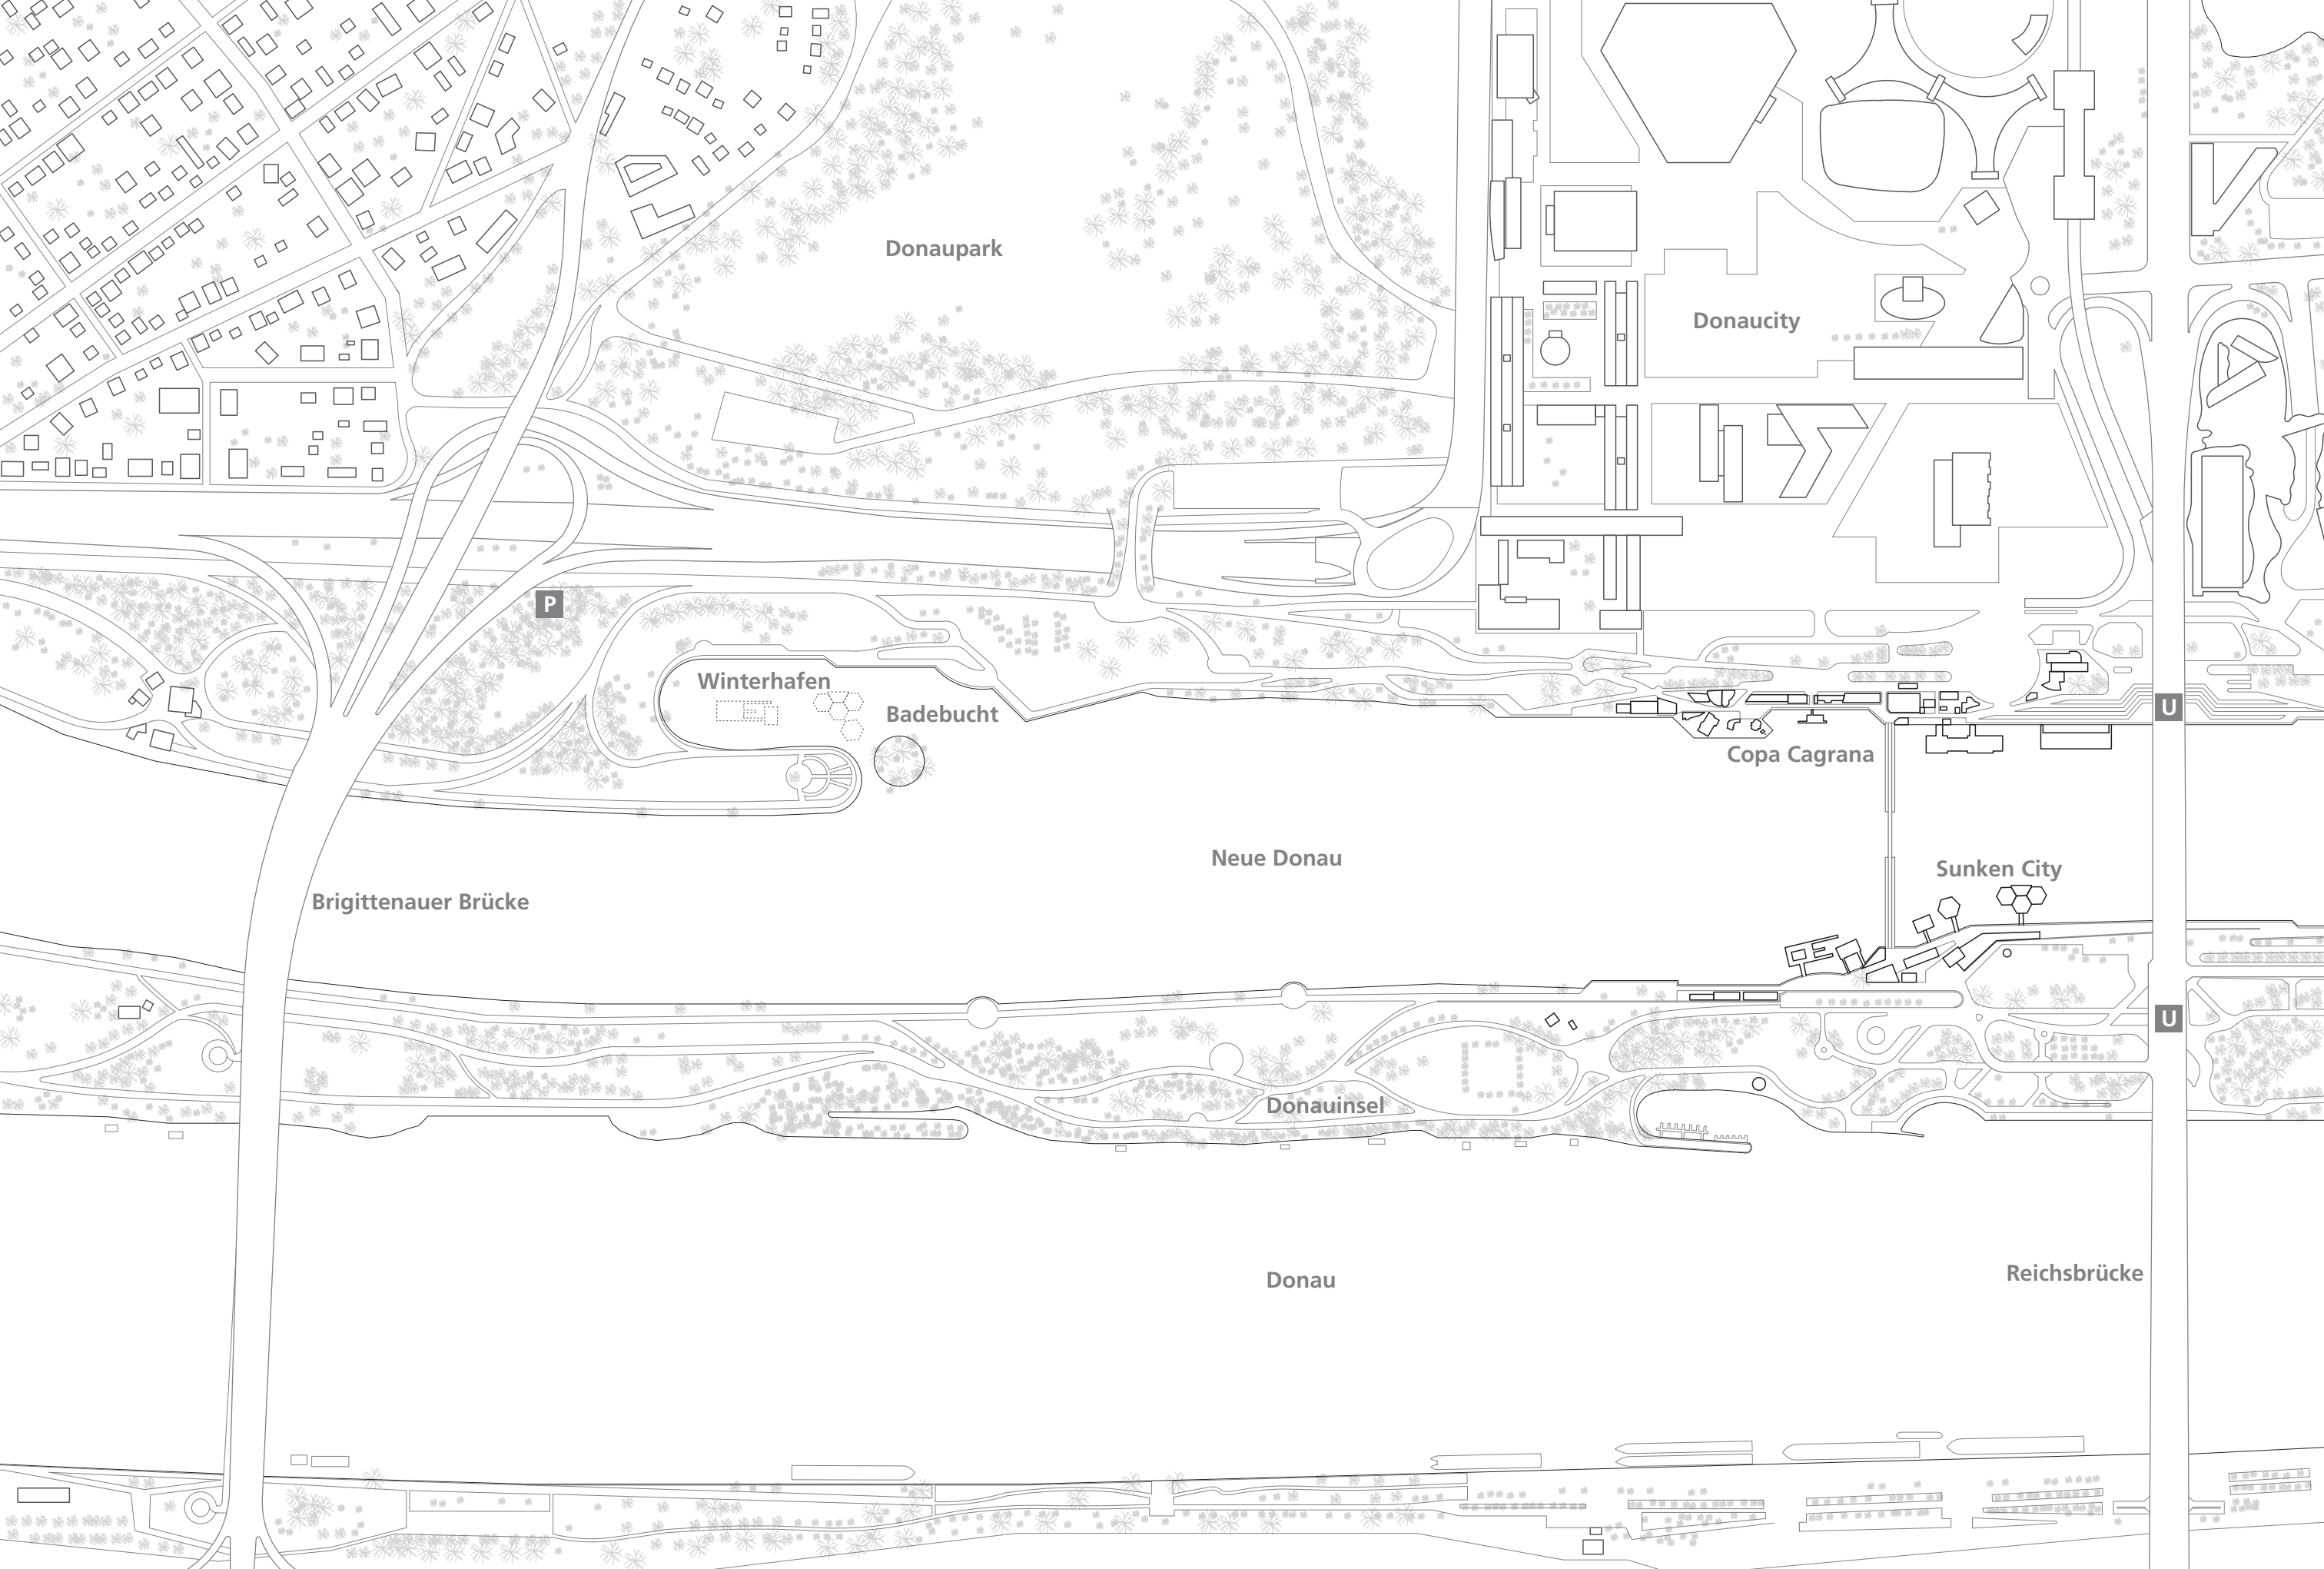 Donaupark
Donaucity
P
Winterhafen
Badebucht
U
Copa Cagrana
Neue Donau
Sunken City
Brigittenauer Brücke
U
Donauinsel
Donau
Reichsbrücke